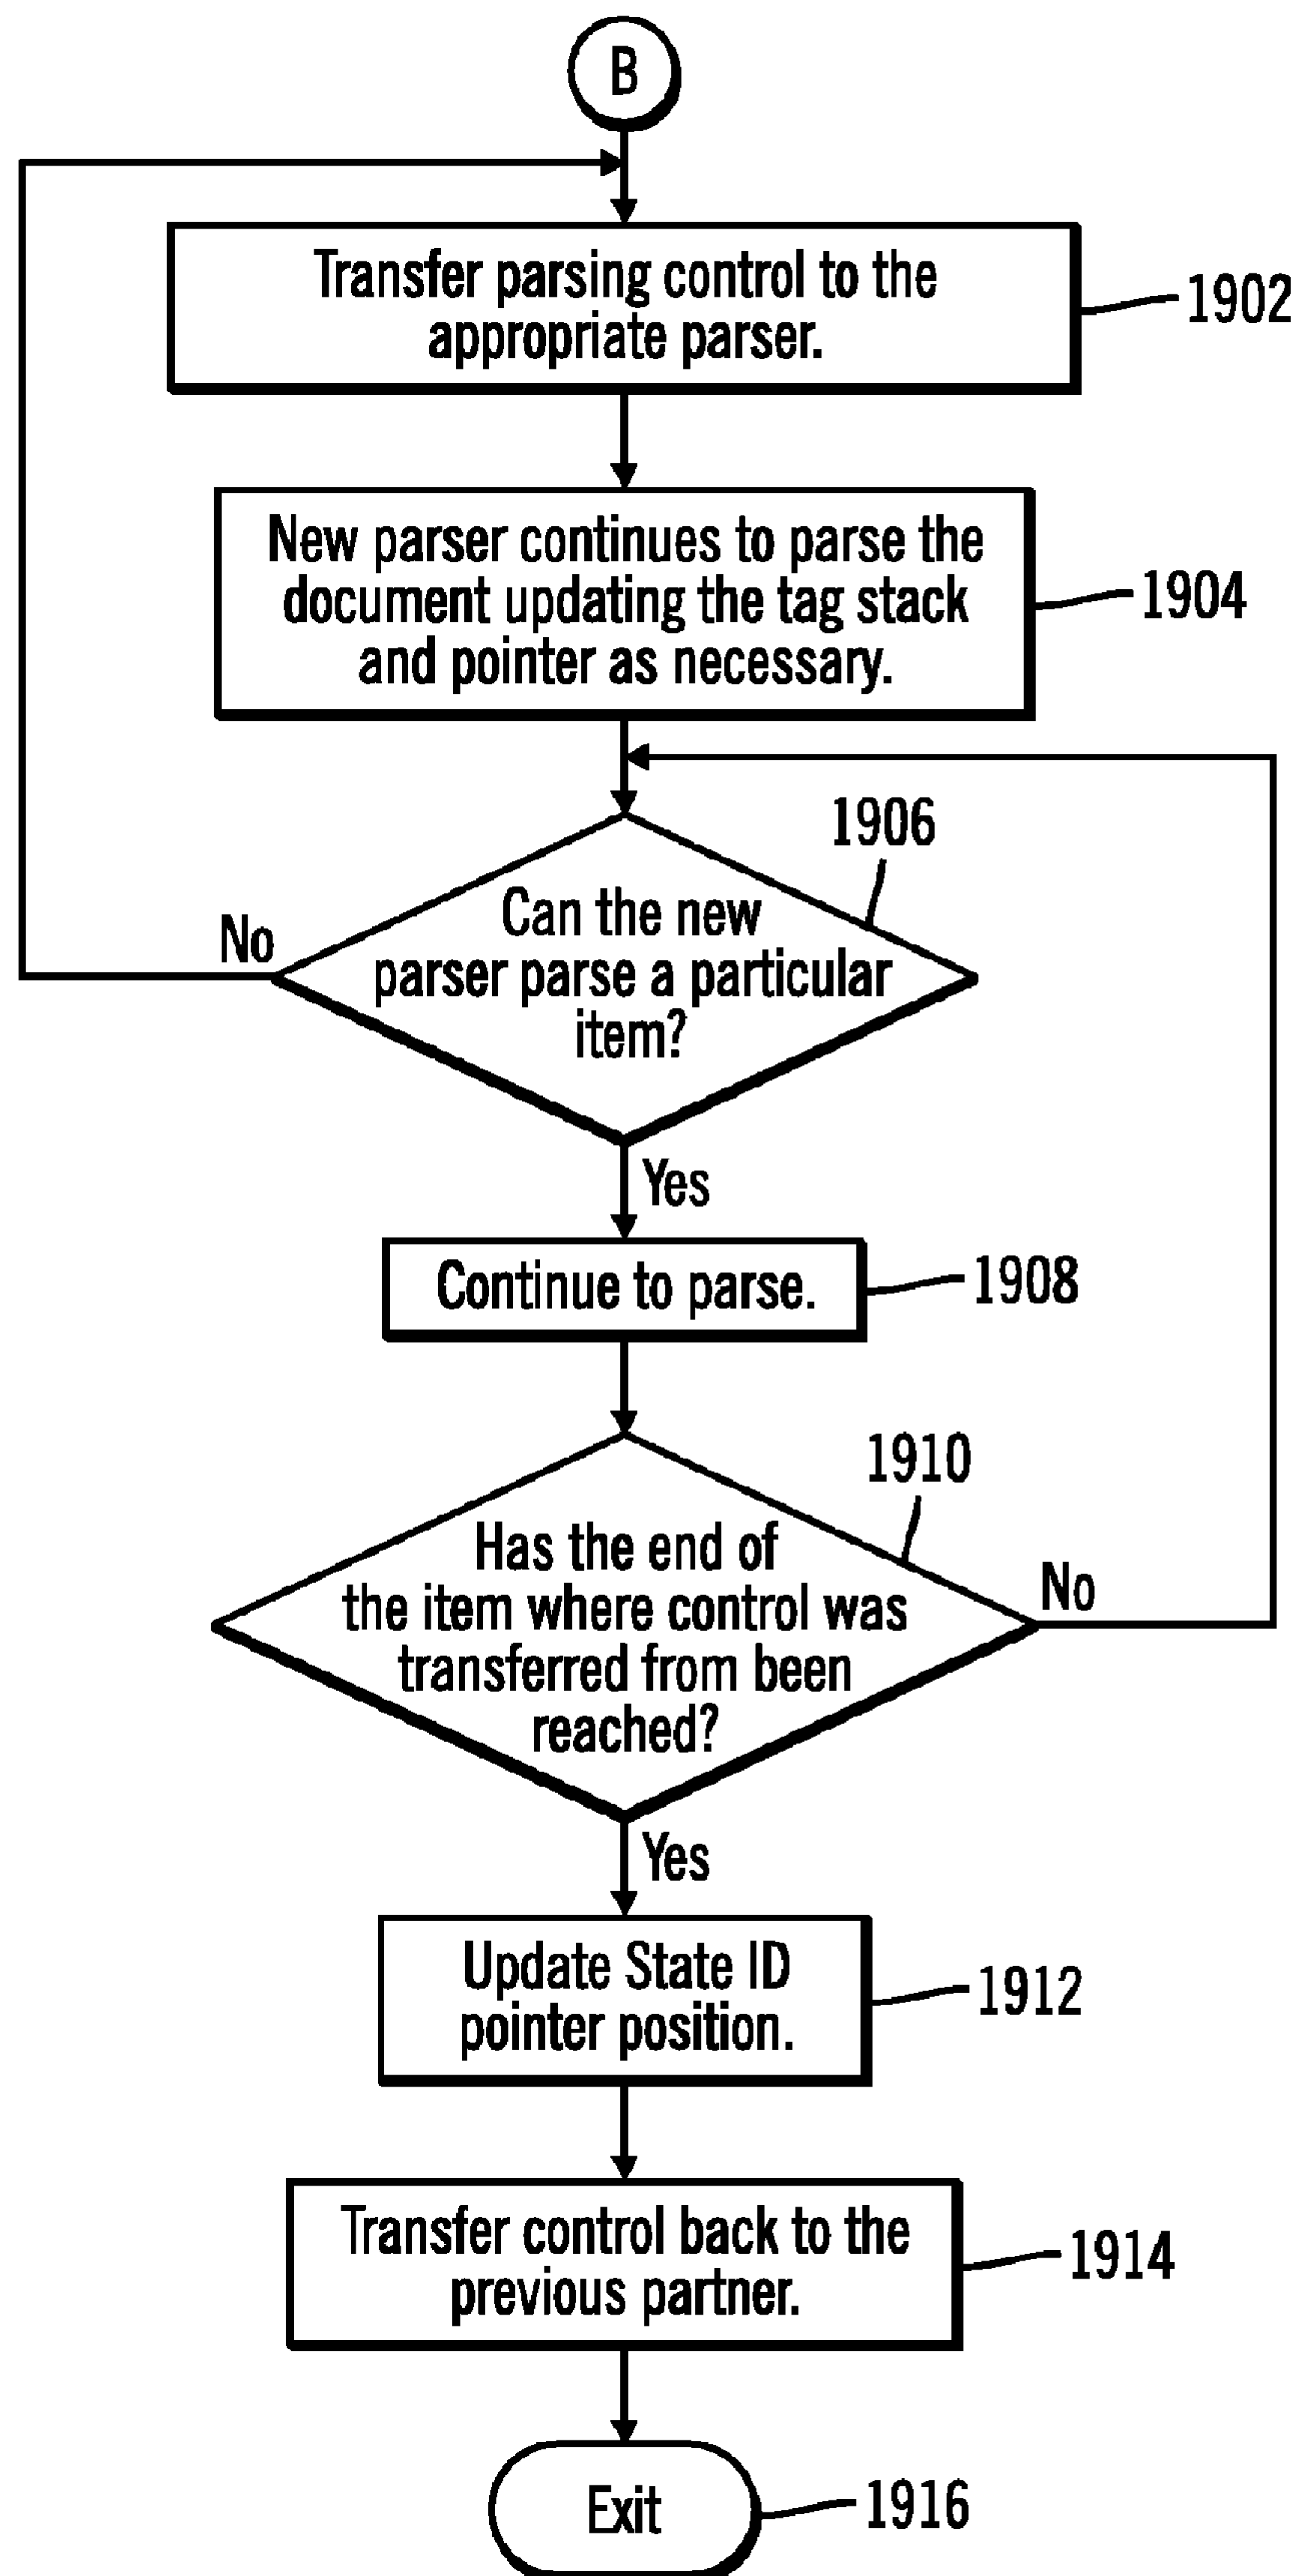 B
Transfer parsing control to the
appropriate parser.
1902
New parser continues to parse the
document updating the tag stack
and pointer as necessary.
1904
1906
Can the new
parser parse a particular
item?
No
Yes
Continue to parse.
1908
1910
Has the end of
the item where control was
transferred from been
reached?
No
Yes
Update State ID
pointer position.
1912
Transfer control back to the
previous partner.
1914
Exit
1916